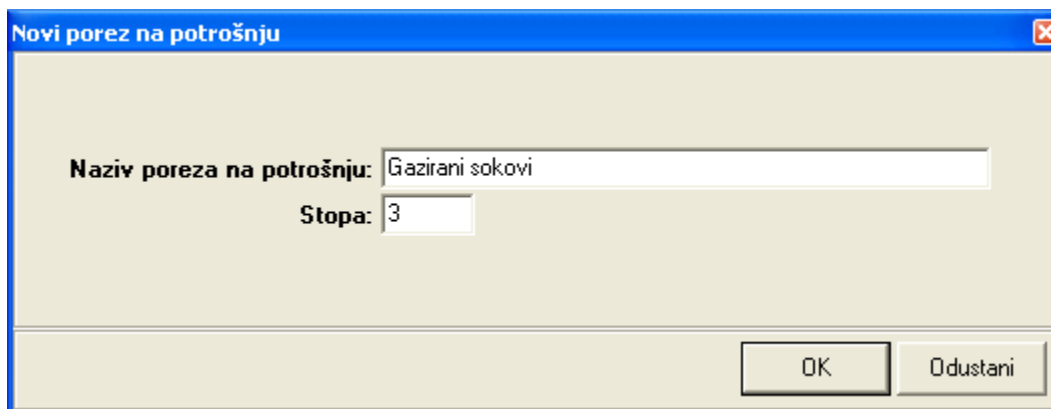 Novi porez na potrošnju
Naziv poreza na potrošnju: Gazirani sokovi
Stopa: 3
OK Odustani